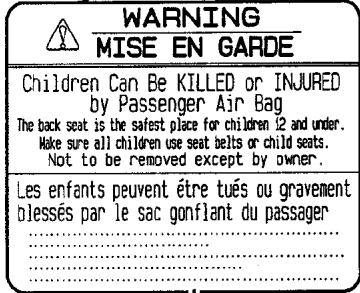 WARNING
MISE EN GARDE
Children Can Be KILLED or INJURED
by Passenger Air Bag
The back seat is the safest place for children 12 and under.
Make sure all children use seat belts or child seats.
Not to be removed except by owner.
Les enfants peuvent être tués ou gravement
blessés par le sac gonflant du passager